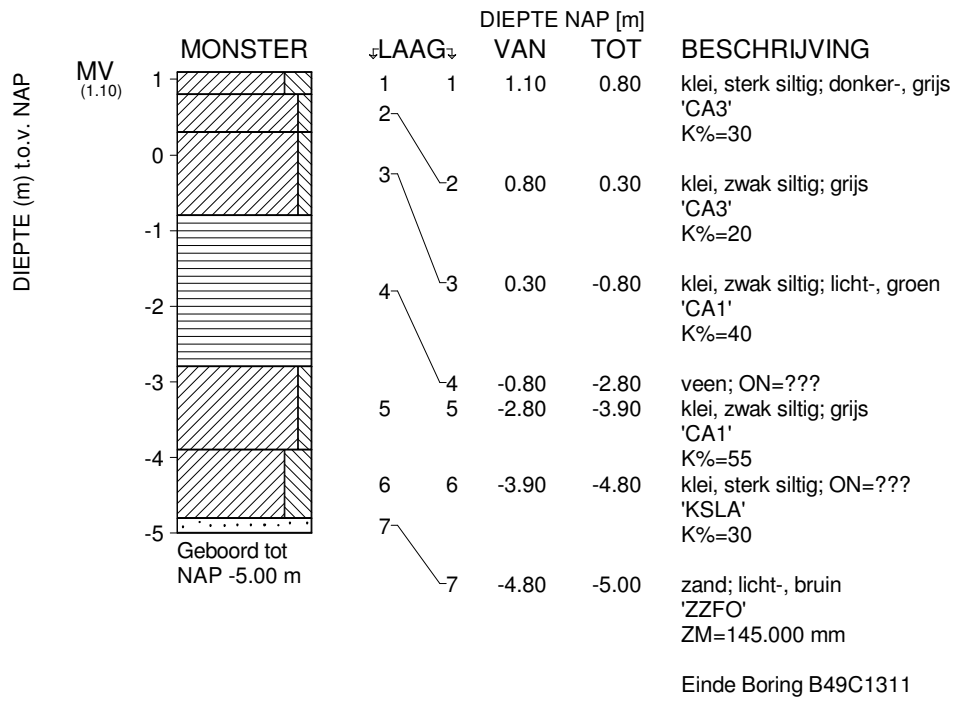 DIEPTE NAP [m]
MONSTER LAAG VAN TOT BESCHRIJVING
DIEPTE (m) t.o.v. NAP
MV
(1.10)
1
0
-1
-2
-3
-4
-5
1 1 1.10 0.80 klei, sterk siltig; donker-, grijs
'CA3'
K%=30
2 2 0.80 0.30 klei, zwak siltig; grijs
'CA3'
K%=20
3 3 0.30 -0.80 klei, zwak siltig; licht-, groen
'CA1'
K%=40
4 4 -0.80 -2.80 veen; ON=???
5 5 -2.80 -3.90 klei, zwak siltig; grijs
'CA1'
K%=55
6 6 -3.90 -4.80 klei, sterk siltig; ON=???
'KSLA'
K%=30
7 7 -4.80 -5.00 zand; licht-, bruin
'ZZFO'
ZM=145.000 mm
Geboord tot
NAP -5.00 m
Einde Boring B49C1311